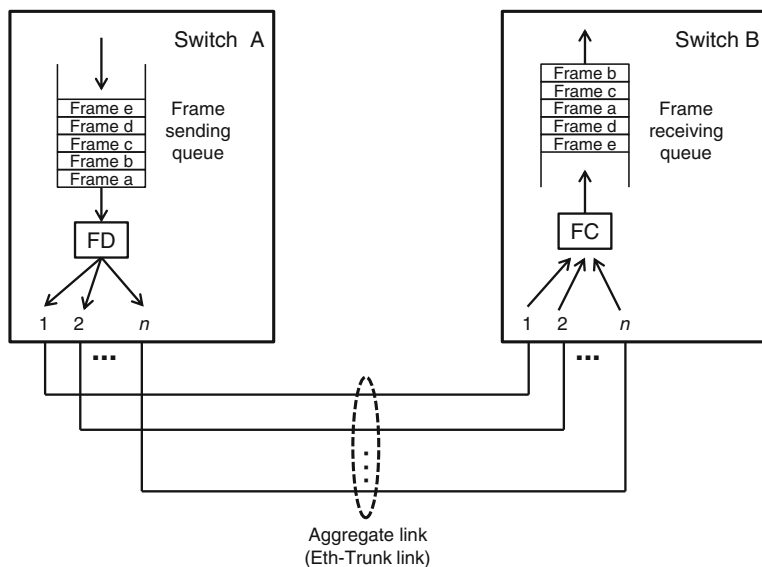 Switch A
Frame e
Frame d
Frame c
Frame b
Frame a
Frame
sending
queue
FD
1 2 ... n
Switch B
Frame b
Frame c
Frame a
Frame d
Frame e
Frame
receiving
queue
FC
1 2 ... n
Aggregate link
(Eth-Trunk link)